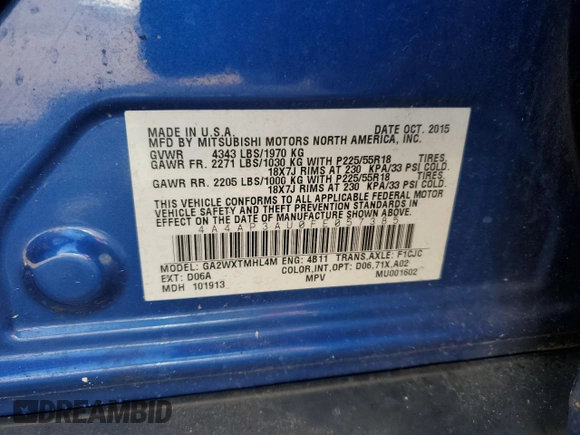 MADE IN U.S.A. DATE OCT. 2015
MFD BY MITSUBISHI MOTORS NORTH AMERICA, INC.
GVWR 4343 LBS/1970 KG
GAWR FR. 2271 LBS/1030 KG WITH P225/55R18 TIRES,
18X7J RIMS AT 230 KPA/33 PSI COLD.
GAWR RR. 2205 LBS/1000 KG WITH P225/55R18 TIRES,
18X7J RIMS AT 230 KPA/33 PSI COLD.
THIS VEHICLE CONFORMS TO ALL APPLICABLE FEDERAL MOTOR
VEHICLE SAFETY AND THEFT PREVENTION STANDARDS IN
EFFECT ON THE DATE OF MANUFACTURE SHOWN ABOVE.
4A4AP3AU0FE057385
MODEL: GA2WXTMHL4M ENG: 4B11 TRANS,AXLE: F1CJC
EXT: D06A COLOR,INT,OPT: D06,71X,A02
MDH 101913 MPV MU001602
DREAMBID